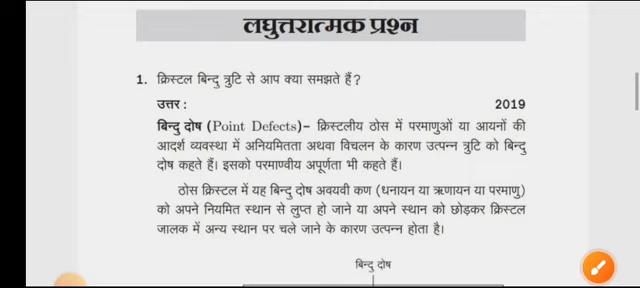 लघुत्तरात्मक प्रश्न
1. क्रिस्टल बिन्दु त्रुटि से आप क्या समझते हैं?
उत्तर : 2019
बिन्दु दोष (Point Defects)– क्रिस्टलीय ठोस में परमाणुओं या आयनों की
आदर्श व्यवस्था में अनियमितता अथवा विचलन के कारण उत्पन्न त्रुटि को बिन्दु
दोष कहते हैं। इसको परमाण्वीय अपूर्णता भी कहते हैं।
ठोस क्रिस्टल में यह बिन्दु दोष अवयवी कण (धनायन या ऋणायन या परमाणु)
को अपने नियमित स्थान से लुप्त हो जाने या अपने स्थान को छोड़कर क्रिस्टल
जालक में अन्य स्थान पर चले जाने के कारण उत्पन्न होता है।
बिन्दु दोष